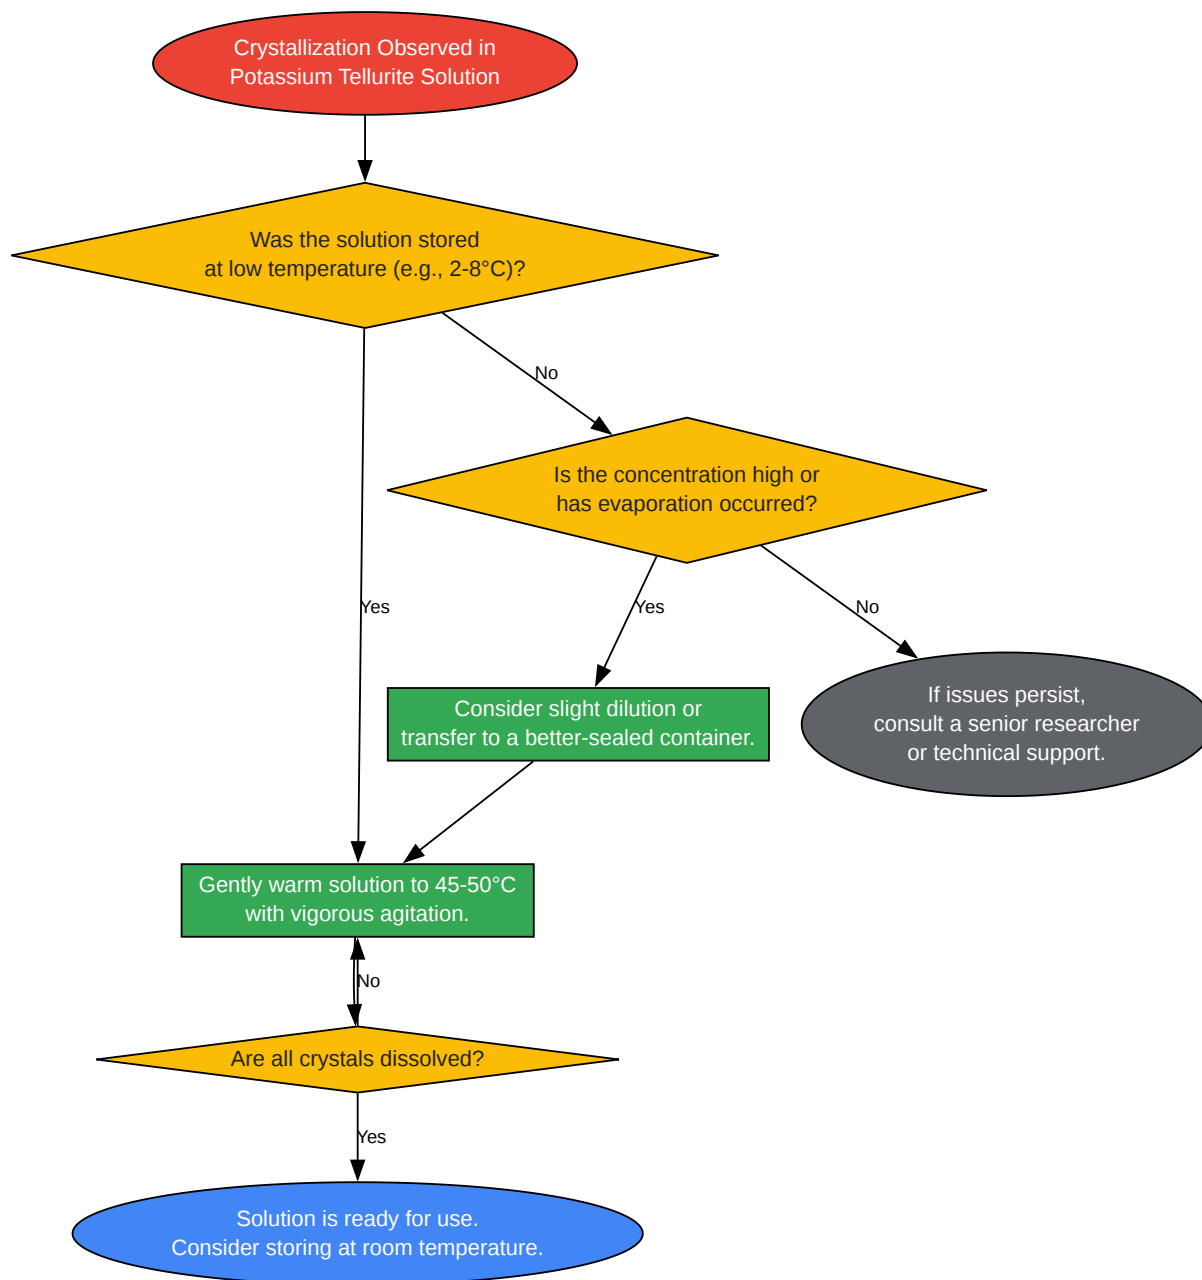 Crystallization Observed in
Potassium Tellurite Solution
Was the solution stored
at low temperature (e.g., 2-8°C)?
No
Is the concentration high or
has evaporation occurred?
Yes
Yes
No
Consider slight dilution or
transfer to a better-sealed container.
If issues persist,
consult a senior researcher
or technical support.
Gently warm solution to 45-50°C
with vigorous agitation.
No
Are all crystals dissolved?
Yes
Solution is ready for use.
Consider storing at room temperature.